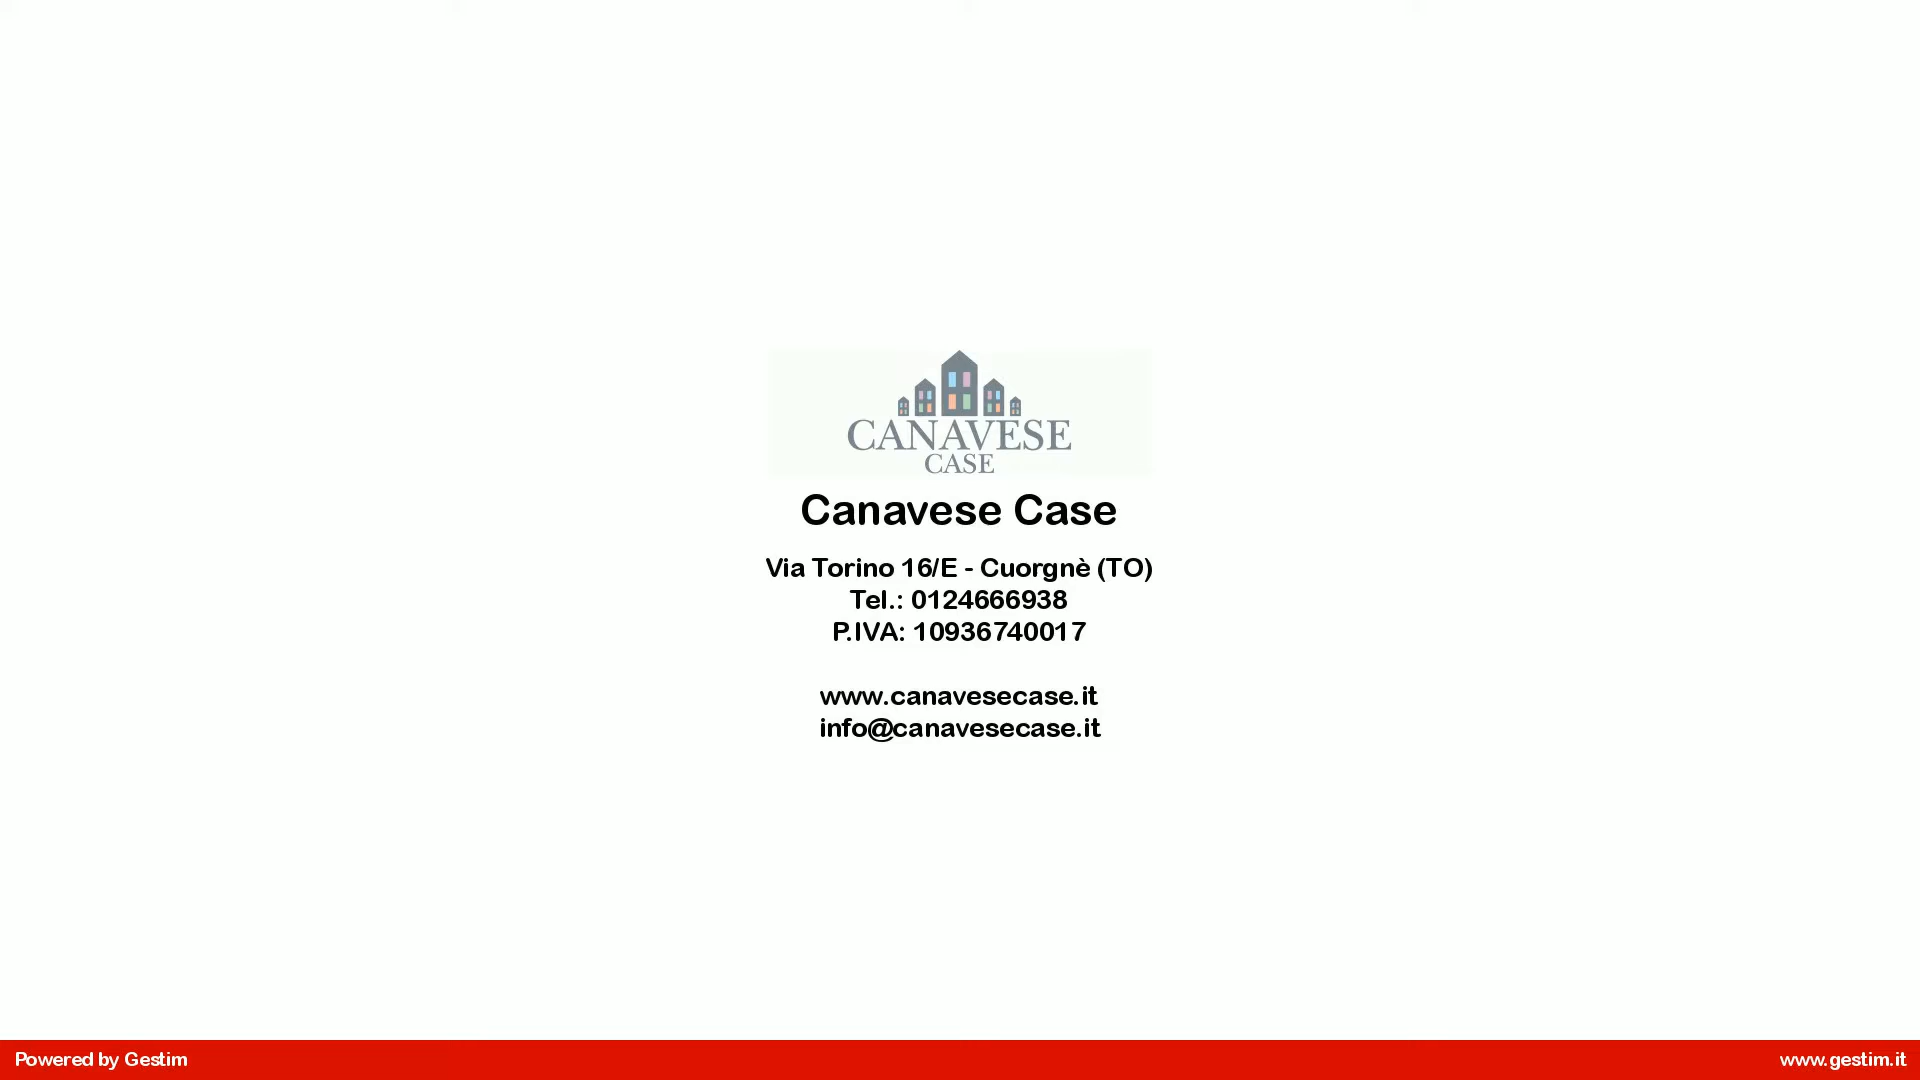 CANAVESE
CASE
Canavese Case
Via Torino 16/E - Cuorgnè (TO)
Tel.: 0124666938
P.IVA: 10936740017
www.canavesecase.it
info@canavesecase.it
Powered by Gestim
www.gestim.it